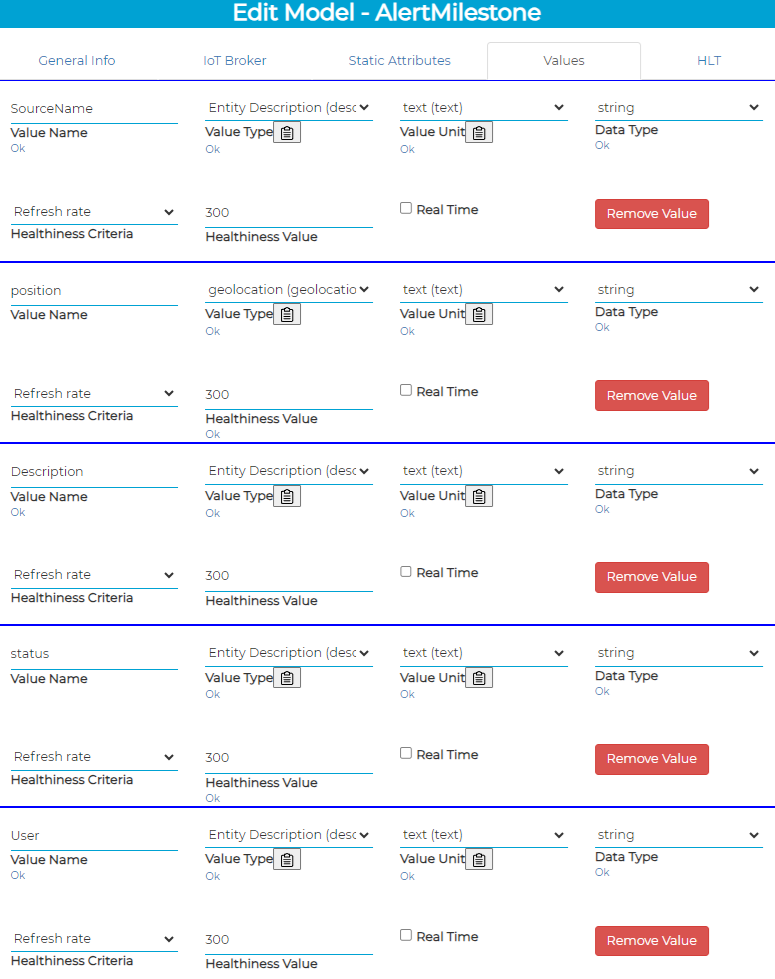 Edit Model - AlertMilestone
General Info IoT Broker Static Attributes Values HLT
SourceName Entity Description (desc text (text) string
Value Name Value Type Value Unit Data Type
Ok Ok Ok Ok
Refresh rate 300 Real Time Remove Value
Healthiness Criteria Healthiness Value
position geolocation (geolocatio text (text) string
Value Name Value Type Value Unit Data Type
Ok Ok Ok
Refresh rate 300 Real Time Remove Value
Healthiness Criteria Healthiness Value
Ok
Description Entity Description (desc text (text) string
Value Name Value Type Value Unit Data Type
Ok Ok Ok Ok
Refresh rate 300 Real Time Remove Value
Healthiness Criteria Healthiness Value
status Entity Description (desc text (text) string
Value Name Value Type Value Unit Data Type
Ok Ok Ok
Refresh rate 300 Real Time Remove Value
Healthiness Criteria Healthiness Value
Ok
User Entity Description (desc text (text) string
Value Name Value Type Value Unit Data Type
Ok Ok Ok Ok
Refresh rate 300 Real Time Remove Value
Healthiness Criteria Healthiness Value